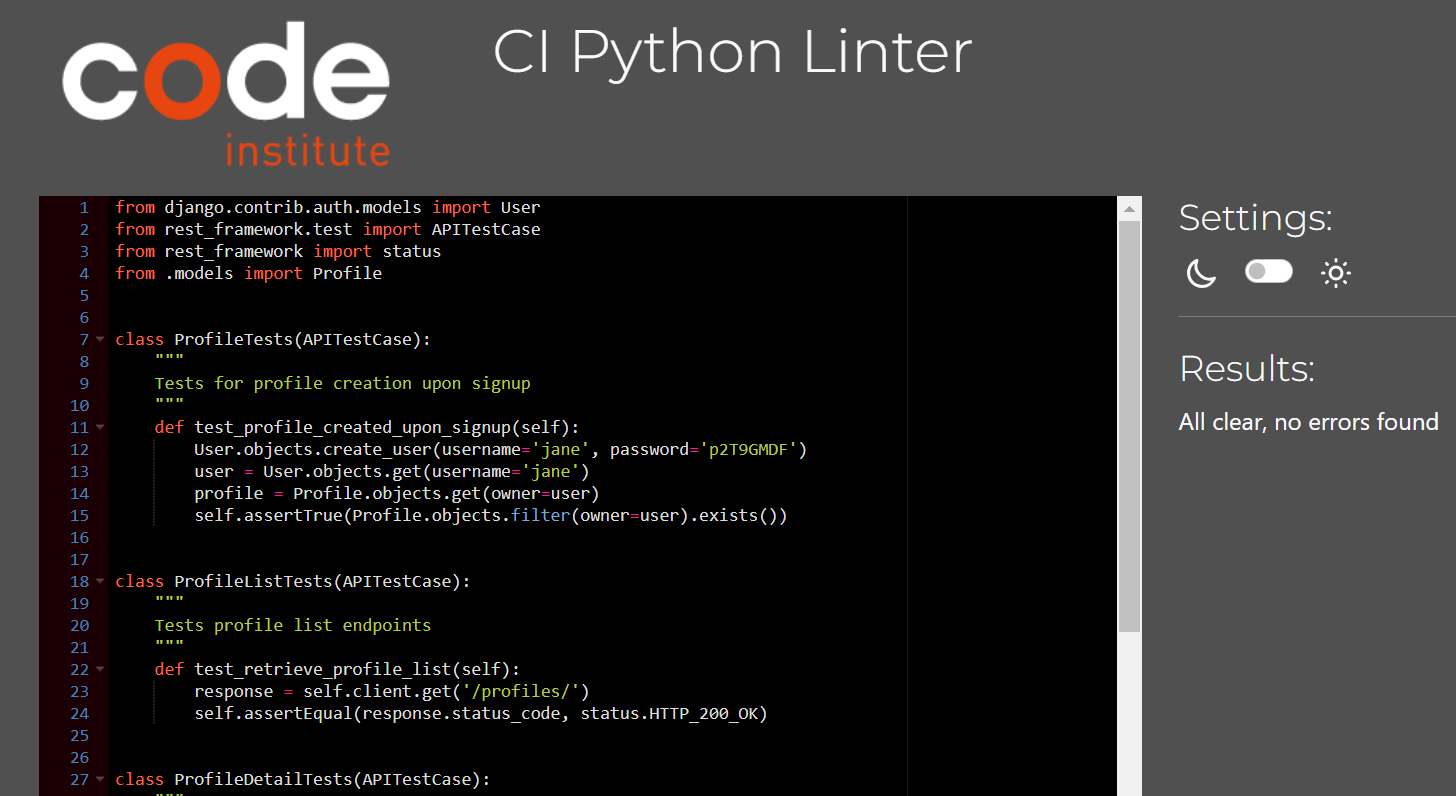 code
institute
CI Python Linter
1 from django.contrib.auth.models import User
2 from rest_framework.test import APITestCase
3 from rest_framework import status
4 from .models import Profile
5
6
7 class ProfileTests(APITestCase):
8     """
9     Tests for profile creation upon signup
10     """
11     def test_profile_created_upon_signup(self):
12         User.objects.create_user(username='jane', password='p2T9GMDF')
13         user = User.objects.get(username='jane')
14         profile = Profile.objects.get(owner=user)
15         self.assertTrue(Profile.objects.filter(owner=user).exists())
16
17
18 class ProfileListTests(APITestCase):
19     """
20     Tests profile list endpoints
21     """
22     def test_retrieve_profile_list(self):
23         response = self.client.get('/profiles/')
24         self.assertEqual(response.status_code, status.HTTP_200_OK)
25
26
27 class ProfileDetailTests(APITestCase):
    """
Settings:
Results:
All clear, no errors found